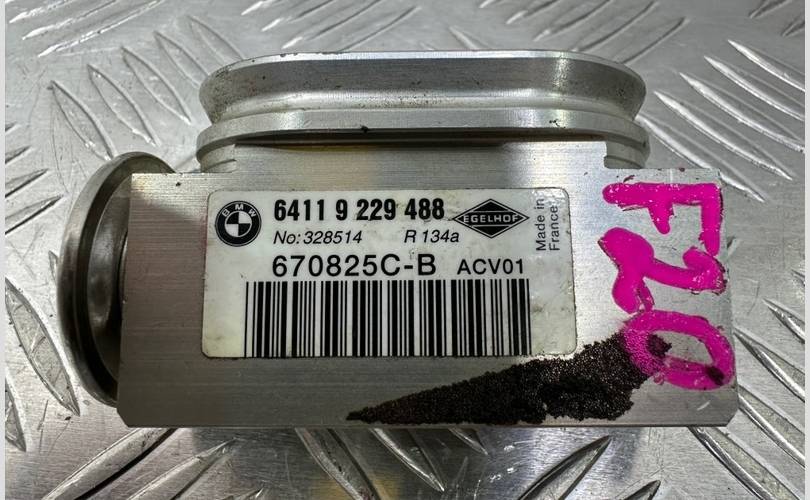 BMW
6411 9 229 488
EGELHOF
No:328514 R 134a
Made in
France
670825C-B ACV01
F20